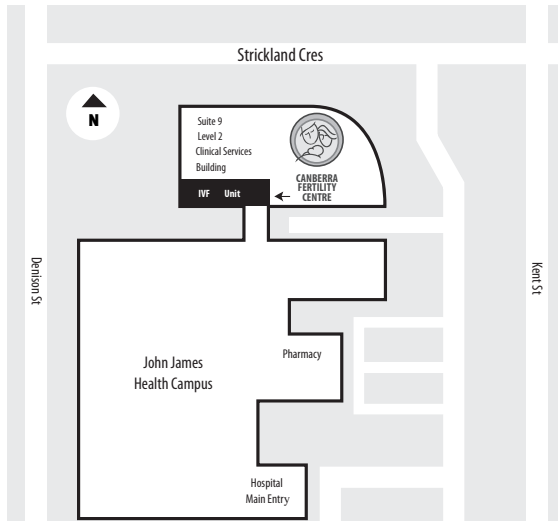 Strickland Cres
N
Suite 9
Level 2
Clinical Services
Building
CANBERRA
FERTILITY
CENTRE
IVF Unit
Denison St
Kent St
John James
Health Campus
Pharmacy
Hospital
Main Entry